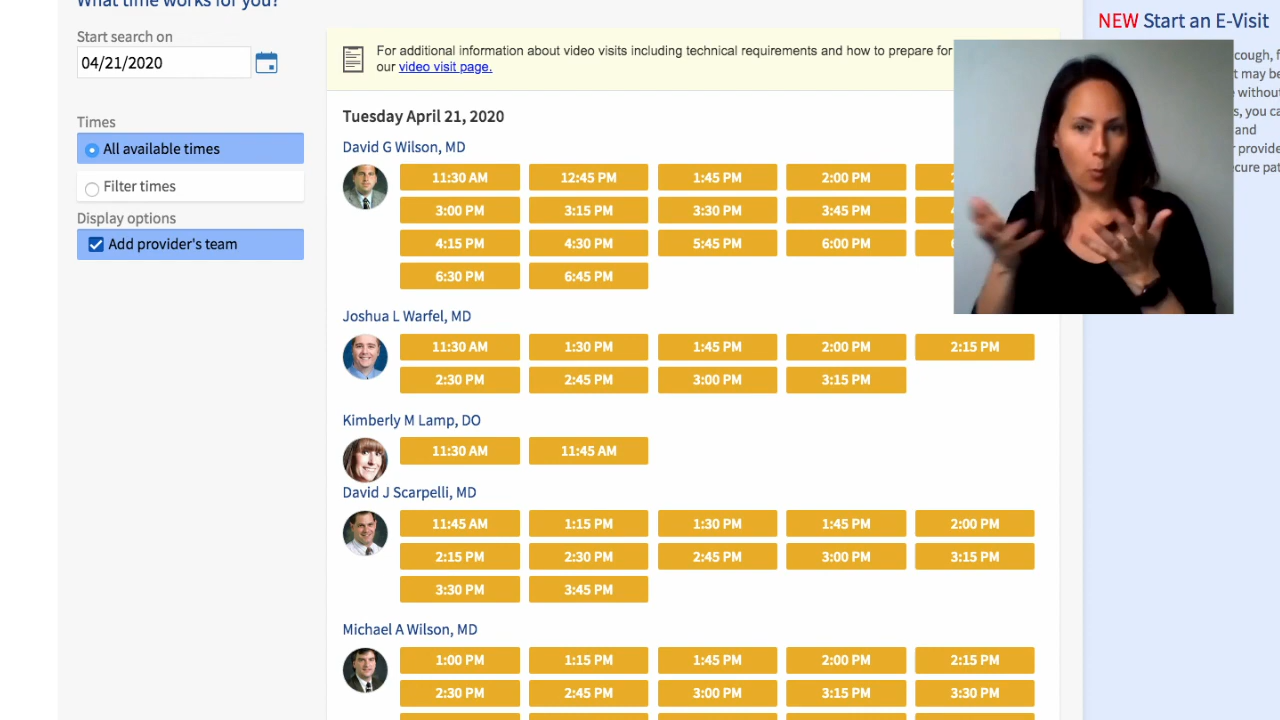 What time works for you?
Start search on
04/21/2020
Times
All available times
Filter times
Display options
Add provider's team
For additional information about video visits including technical requirements and how to prepare for
our video visit page.
Tuesday April 21, 2020
David G Wilson, MD
11:30 AM 12:45 PM 1:45 PM 2:00 PM
3:00 PM 3:15 PM 3:30 PM 3:45 PM
4:15 PM 4:30 PM 5:45 PM 6:00 PM
6:30 PM 6:45 PM
Joshua L Warfel, MD
11:30 AM 1:30 PM 1:45 PM 2:00 PM 2:15 PM
2:30 PM 2:45 PM 3:00 PM 3:15 PM
Kimberly M Lamp, DO
11:30 AM 11:45 AM
David J Scarpelli, MD
11:45 AM 1:15 PM 1:30 PM 1:45 PM 2:00 PM
2:15 PM 2:30 PM 2:45 PM 3:00 PM 3:15 PM
3:30 PM 3:45 PM
Michael A Wilson, MD
1:00 PM 1:15 PM 1:45 PM 2:00 PM 2:15 PM
2:30 PM 2:45 PM 3:00 PM 3:15 PM 3:30 PM
NEW Start an E-Visit
cough, f
t may be
without
s, you ca
and
provide
cure pat